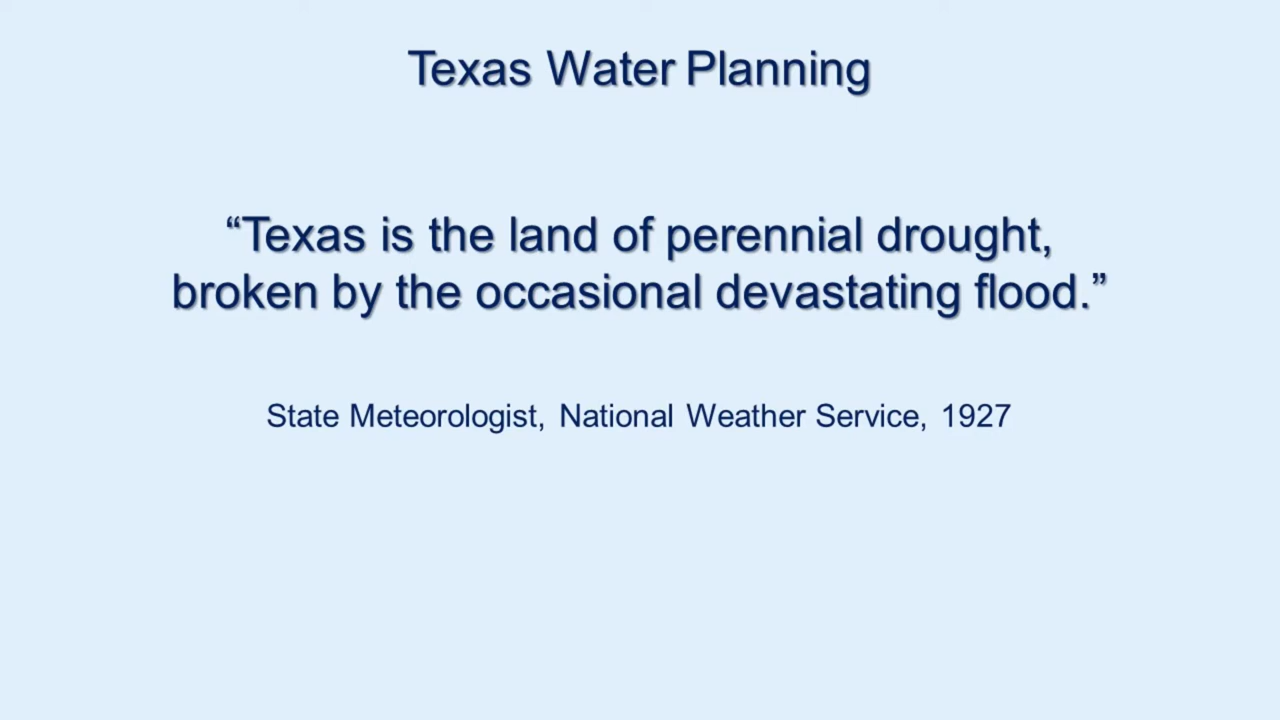 Texas Water Planning
“Texas is the land of perennial drought,
broken by the occasional devastating flood.”
State Meteorologist, National Weather Service, 1927